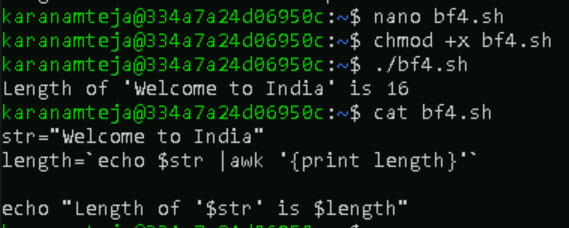 karanamteja@334a7a24d06950c:~$ nano bf4.sh
karanamteja@334a7a24d06950c:~$ chmod +x bf4.sh
karanamteja@334a7a24d06950c:~$ ./bf4.sh
Length of 'Welcome to India' is 16
karanamteja@334a7a24d06950c:~$ cat bf4.sh
str="Welcome to India"
length=`echo $str |awk '{print length}'`
echo "Length of '$str' is $length"